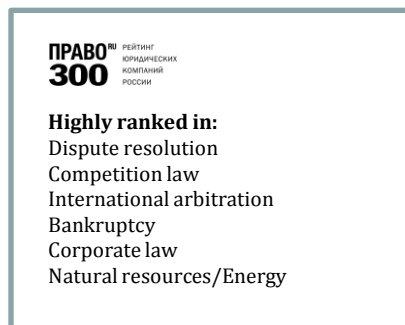 ПРАВО.RU
300
РЕЙТИНГ
ЮРИДИЧЕСКИХ
КОМПАНИЙ
РОССИИ
Highly ranked in:
Dispute resolution
Competition law
International arbitration
Bankruptcy
Corporate law
Natural resources/Energy